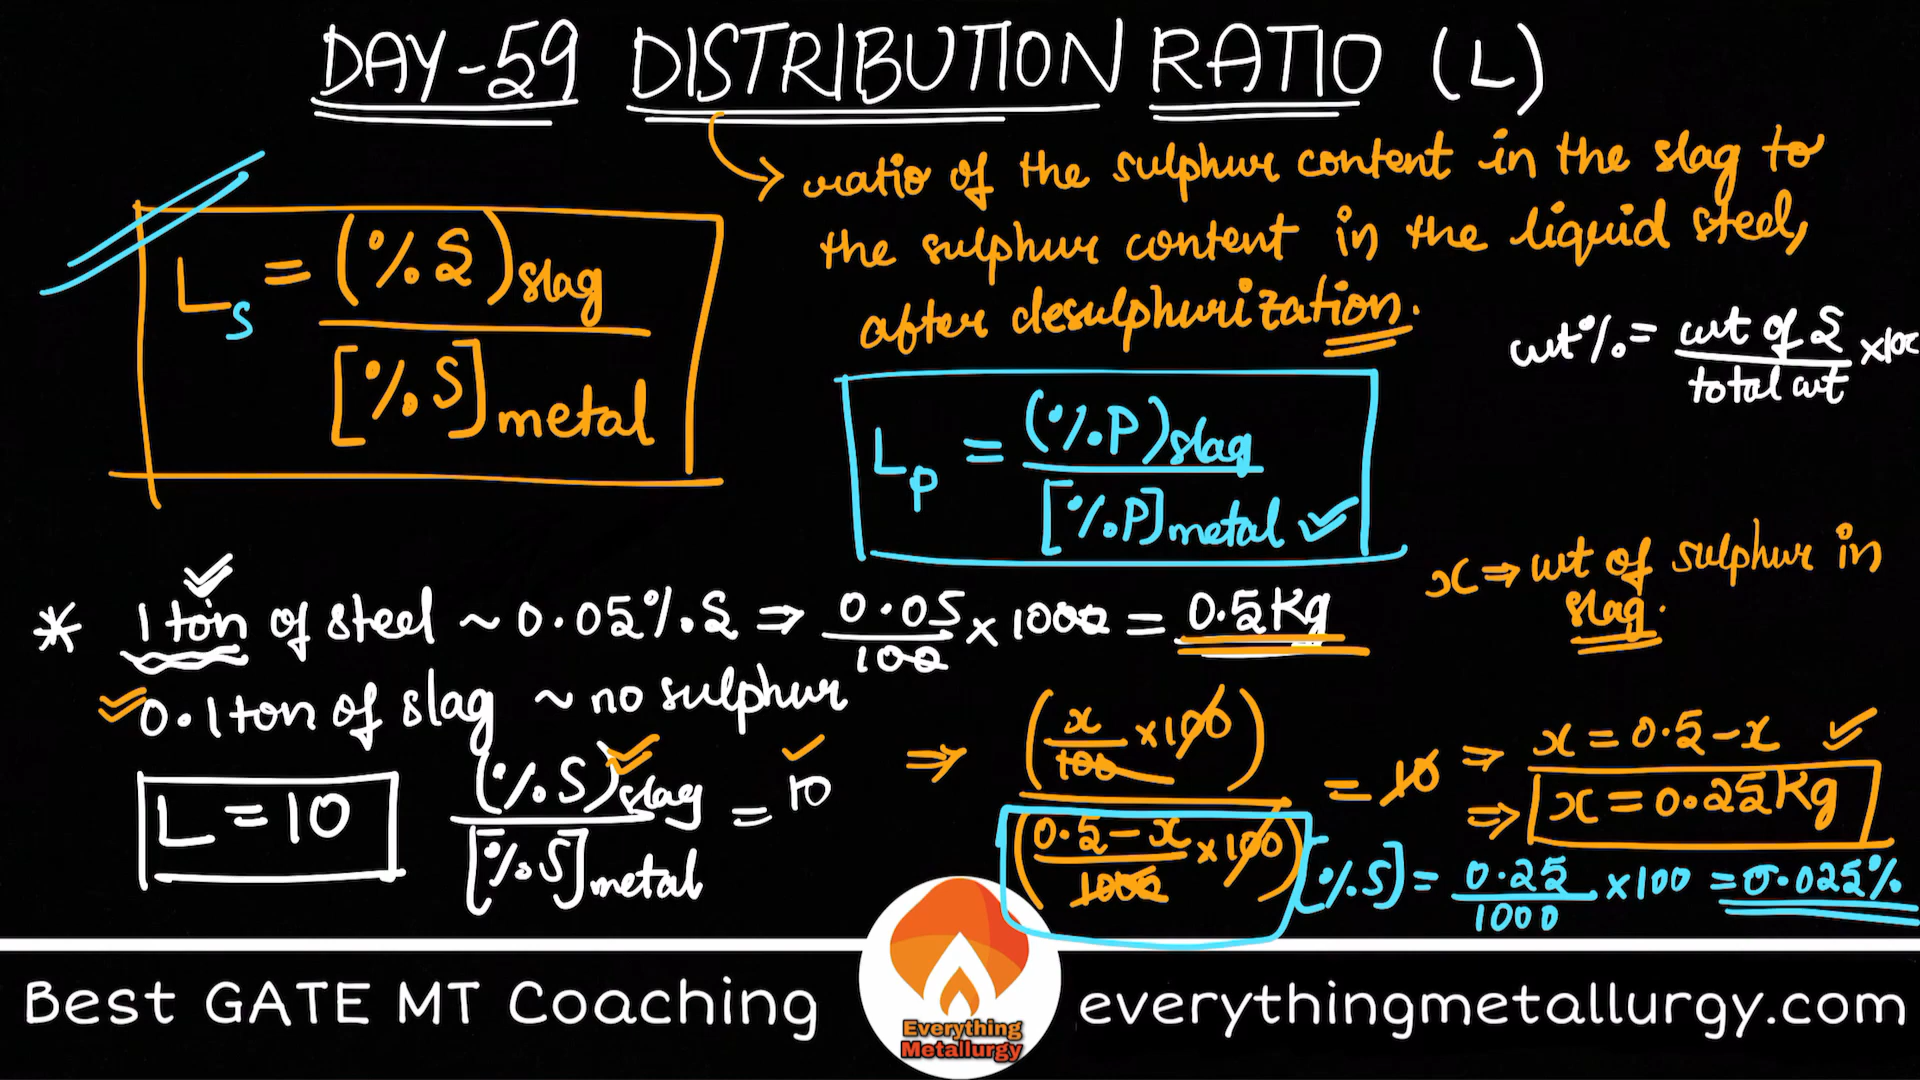 DAY-59 DISTRIBUTION RATIO (L)
→ ratio of the sulphur content in the slag to
the sulphur content in the liquid steel,
after desulphurization.
L_S = (%S)slag / [%S]metal
wt% = wt of S / total wt × 100
L_P = (%P)slag / [%P]metal ✓
x ⇒ wt of sulphur in
slag.
* 1 ton of steel ~ 0.05%S ⇒ 0.05 / 100 × 1000 = 0.5 Kg
0.1 ton of slag ~ no sulphur
L = 10
(%S)slag / [%S]metal = 10
⇒ (x / 100 × 100) / (0.5 - x / 1000 × 100) = 10 ⇒ x = 0.5 - x ✓
⇒ x = 0.25 Kg
[%S] = 0.25 / 1000 × 100 = 0.025%
Best GATE MT Coaching
Everything
Metallurgy
everythingmetallurgy.com